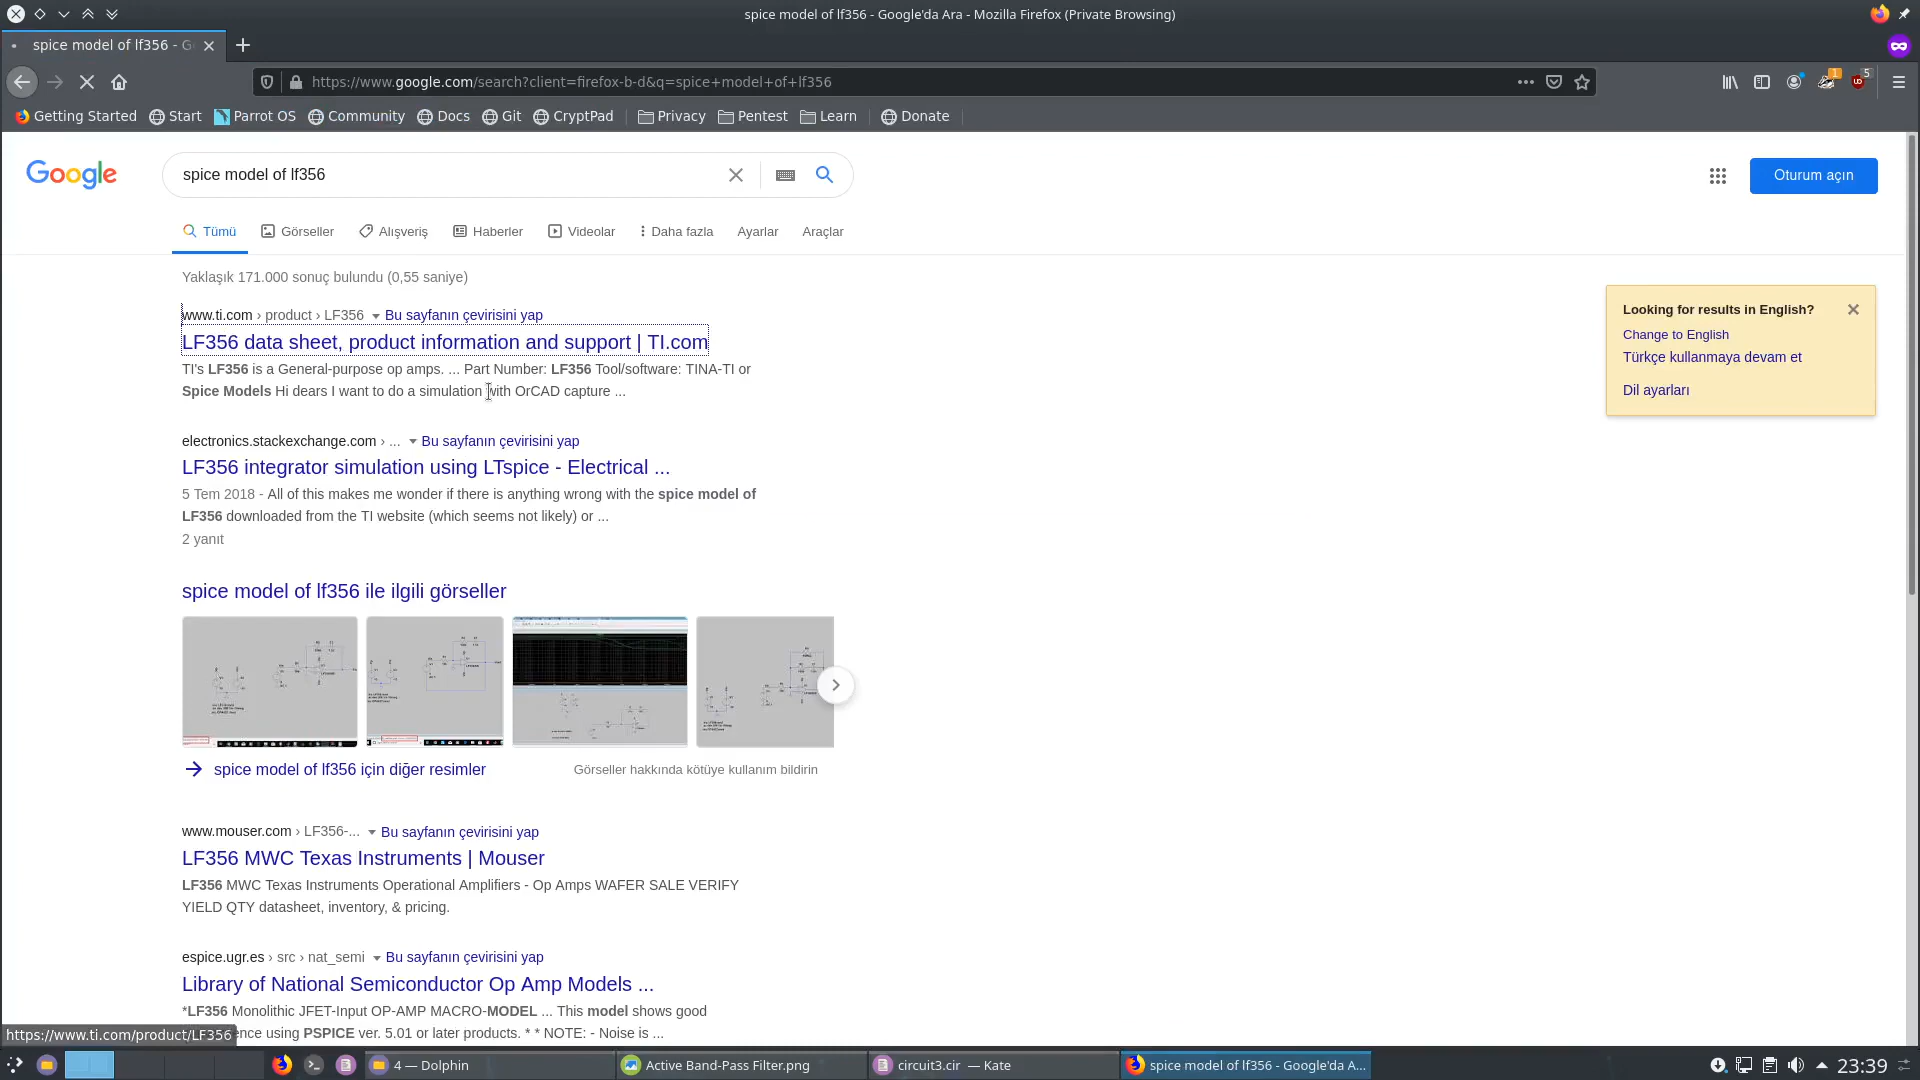 spice model of lf356 - Google'da Ara - Mozilla Firefox (Private Browsing)
spice model of lf356 - G
https://www.google.com/search?client=firefox-b-d&q=spice+model+of+lf356
1
5
Getting Started Start Parrot OS Community Docs Git CryptPad Privacy Pentest Learn Donate
Google
spice model of lf356
Oturum açın
Tümü Görseller Alışveriş Haberler Videolar Daha fazla Ayarlar Araçlar
Yaklaşık 171.000 sonuç bulundu (0,55 saniye)
www.ti.com › product › LF356 Bu sayfanın çevirisini yap
LF356 data sheet, product information and support | TI.com
TI's LF356 is a General-purpose op amps. ... Part Number: LF356 Tool/software: TINA-TI or
Spice Models Hi dears I want to do a simulation with OrCAD capture ...
Looking for results in English?
Change to English
Türkçe kullanmaya devam et
Dil ayarları
electronics.stackexchange.com › ... Bu sayfanın çevirisini yap
LF356 integrator simulation using LTspice - Electrical ...
5 Tem 2018 - All of this makes me wonder if there is anything wrong with the spice model of
LF356 downloaded from the TI website (which seems not likely) or ...
2 yanıt
spice model of lf356 ile ilgili görseller
spice model of lf356 için diğer resimler
Görseller hakkında kötüye kullanım bildirin
www.mouser.com › LF356-... Bu sayfanın çevirisini yap
LF356 MWC Texas Instruments | Mouser
LF356 MWC Texas Instruments Operational Amplifiers - Op Amps WAFER SALE VERIFY
YIELD QTY datasheet, inventory, & pricing.
espice.ugr.es › src › nat_semi Bu sayfanın çevirisini yap
Library of National Semiconductor Op Amp Models ...
*LF356 Monolithic JFET-Input OP-AMP MACRO-MODEL ... This model shows good
ence using PSPICE ver. 5.01 or later products. * * NOTE: - Noise is ...
https://www.ti.com/product/LF356
4 — Dolphin
Active Band-Pass Filter.png
circuit3.cir — Kate
spice model of lf356 - Google'da A...
23:39